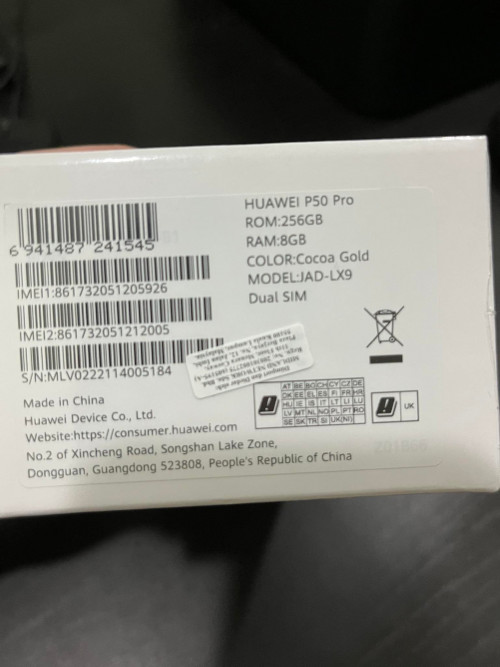 HUAWEI P50 Pro
ROM:256GB
RAM:8GB
COLOR:Cocoa Gold
MODEL:JAD-LX9
Dual SIM
6 941487 241545
IMEI1:861732051205926
IMEI2:861732051212005
S/N:MLV0222114005184
Made in China
Huawei Device Co., Ltd.
Website:https://consumer.huawei.com
No.2 of Xincheng Road, Songshan Lake Zone,
Dongguan, Guangdong 523808, People's Republic of China
AT BE BG CH CY CZ DE
DK EE EL ES FI FR HR
HU IE IS IT LT LI LU
LV MT NL NO PL PT RO
SE SK TR SI UK(NI)
UK